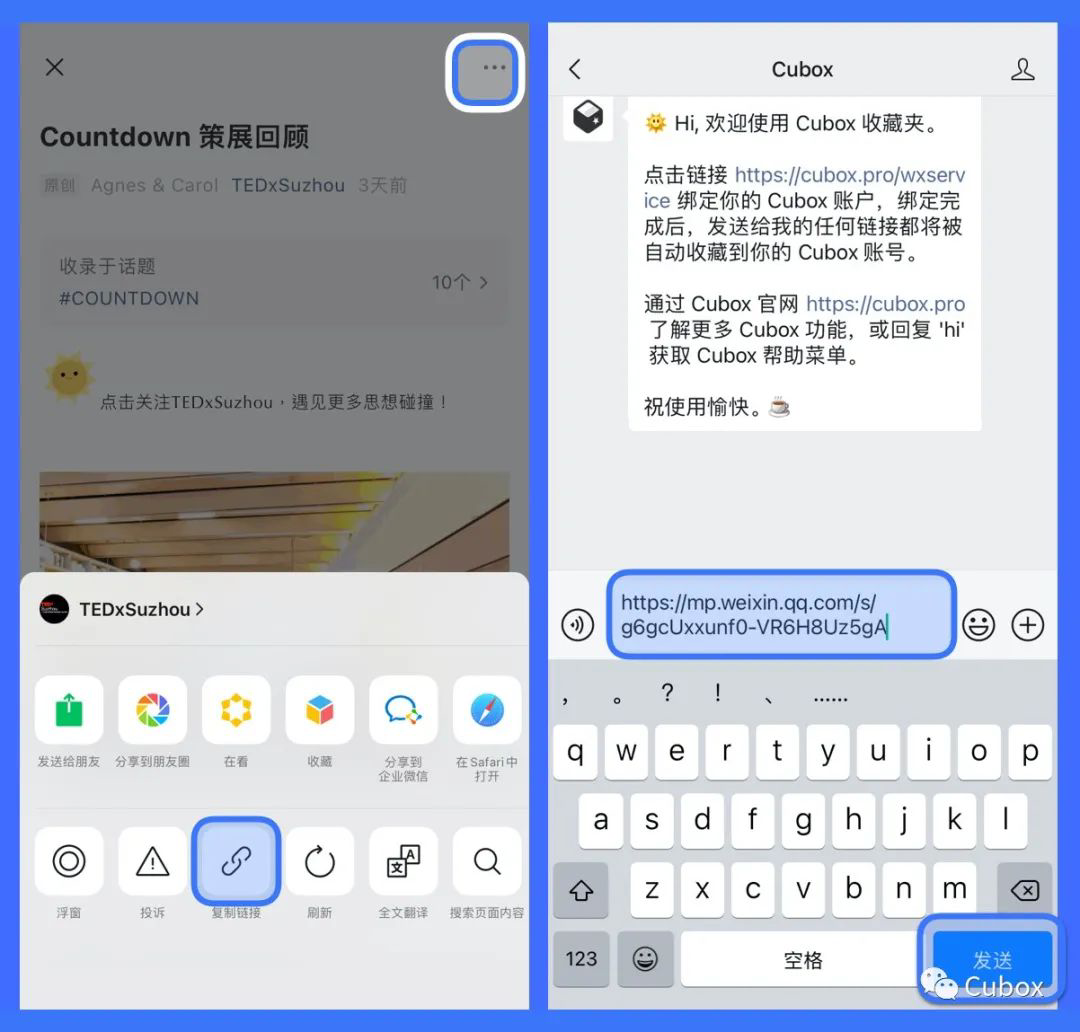 Countdown 策展回顾
原创 Agnes & Carol TEDxSuzhou 3天前
收录于话题
#COUNTDOWN
10个 >
点击关注TEDxSuzhou，遇见更多思想碰撞！
TEDxSuzhou >
发送给朋友 分享到朋友圈 在看 收藏 分享到 在Safari中
企业微信 打开
浮窗 投诉 复制链接 刷新 全文翻译 搜索页面内容
Cubox
Hi, 欢迎使用 Cubox 收藏夹。
点击链接 https://cubox.pro/wxserv
ice 绑定你的 Cubox 账户，绑定完
成后，发送给我的任何链接都将被
自动收藏到你的 Cubox 账号。
通过 Cubox 官网 https://cubox.pro
了解更多 Cubox 功能，或回复 'hi'
获取 Cubox 帮助菜单。
祝使用愉快。
https://mp.weixin.qq.com/s/
g6gcUxxunf0-VR6H8Uz5gA
， 。 ？ ！ 、 ……
q w e r t y u i o p
a s d f g h j k l
z x c v b n m
123 空格 发送
Cubox